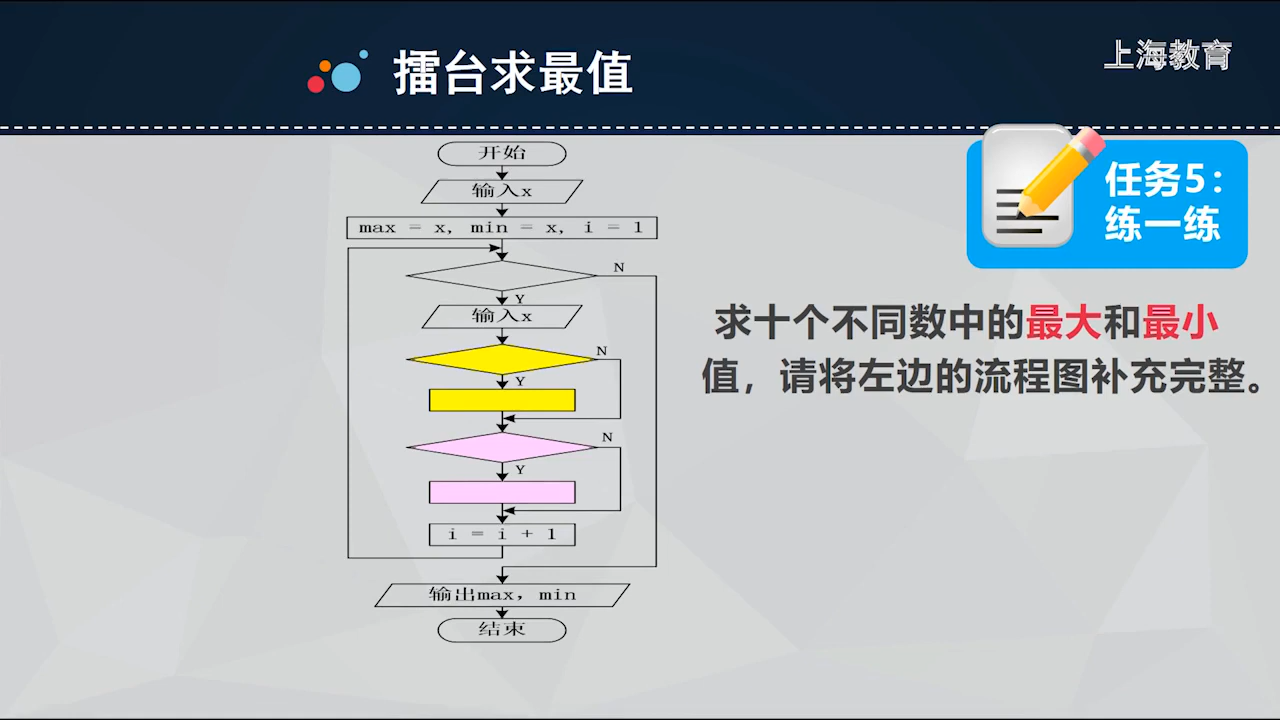 擂台求最值
上海教育
任务5：
练一练
开始
输入x
max = x, min = x, i = 1
N
Y
输入x
N
Y
N
Y
i = i + 1
输出max, min
结束
求十个不同数中的最大和最小
值，请将左边的流程图补充完整。